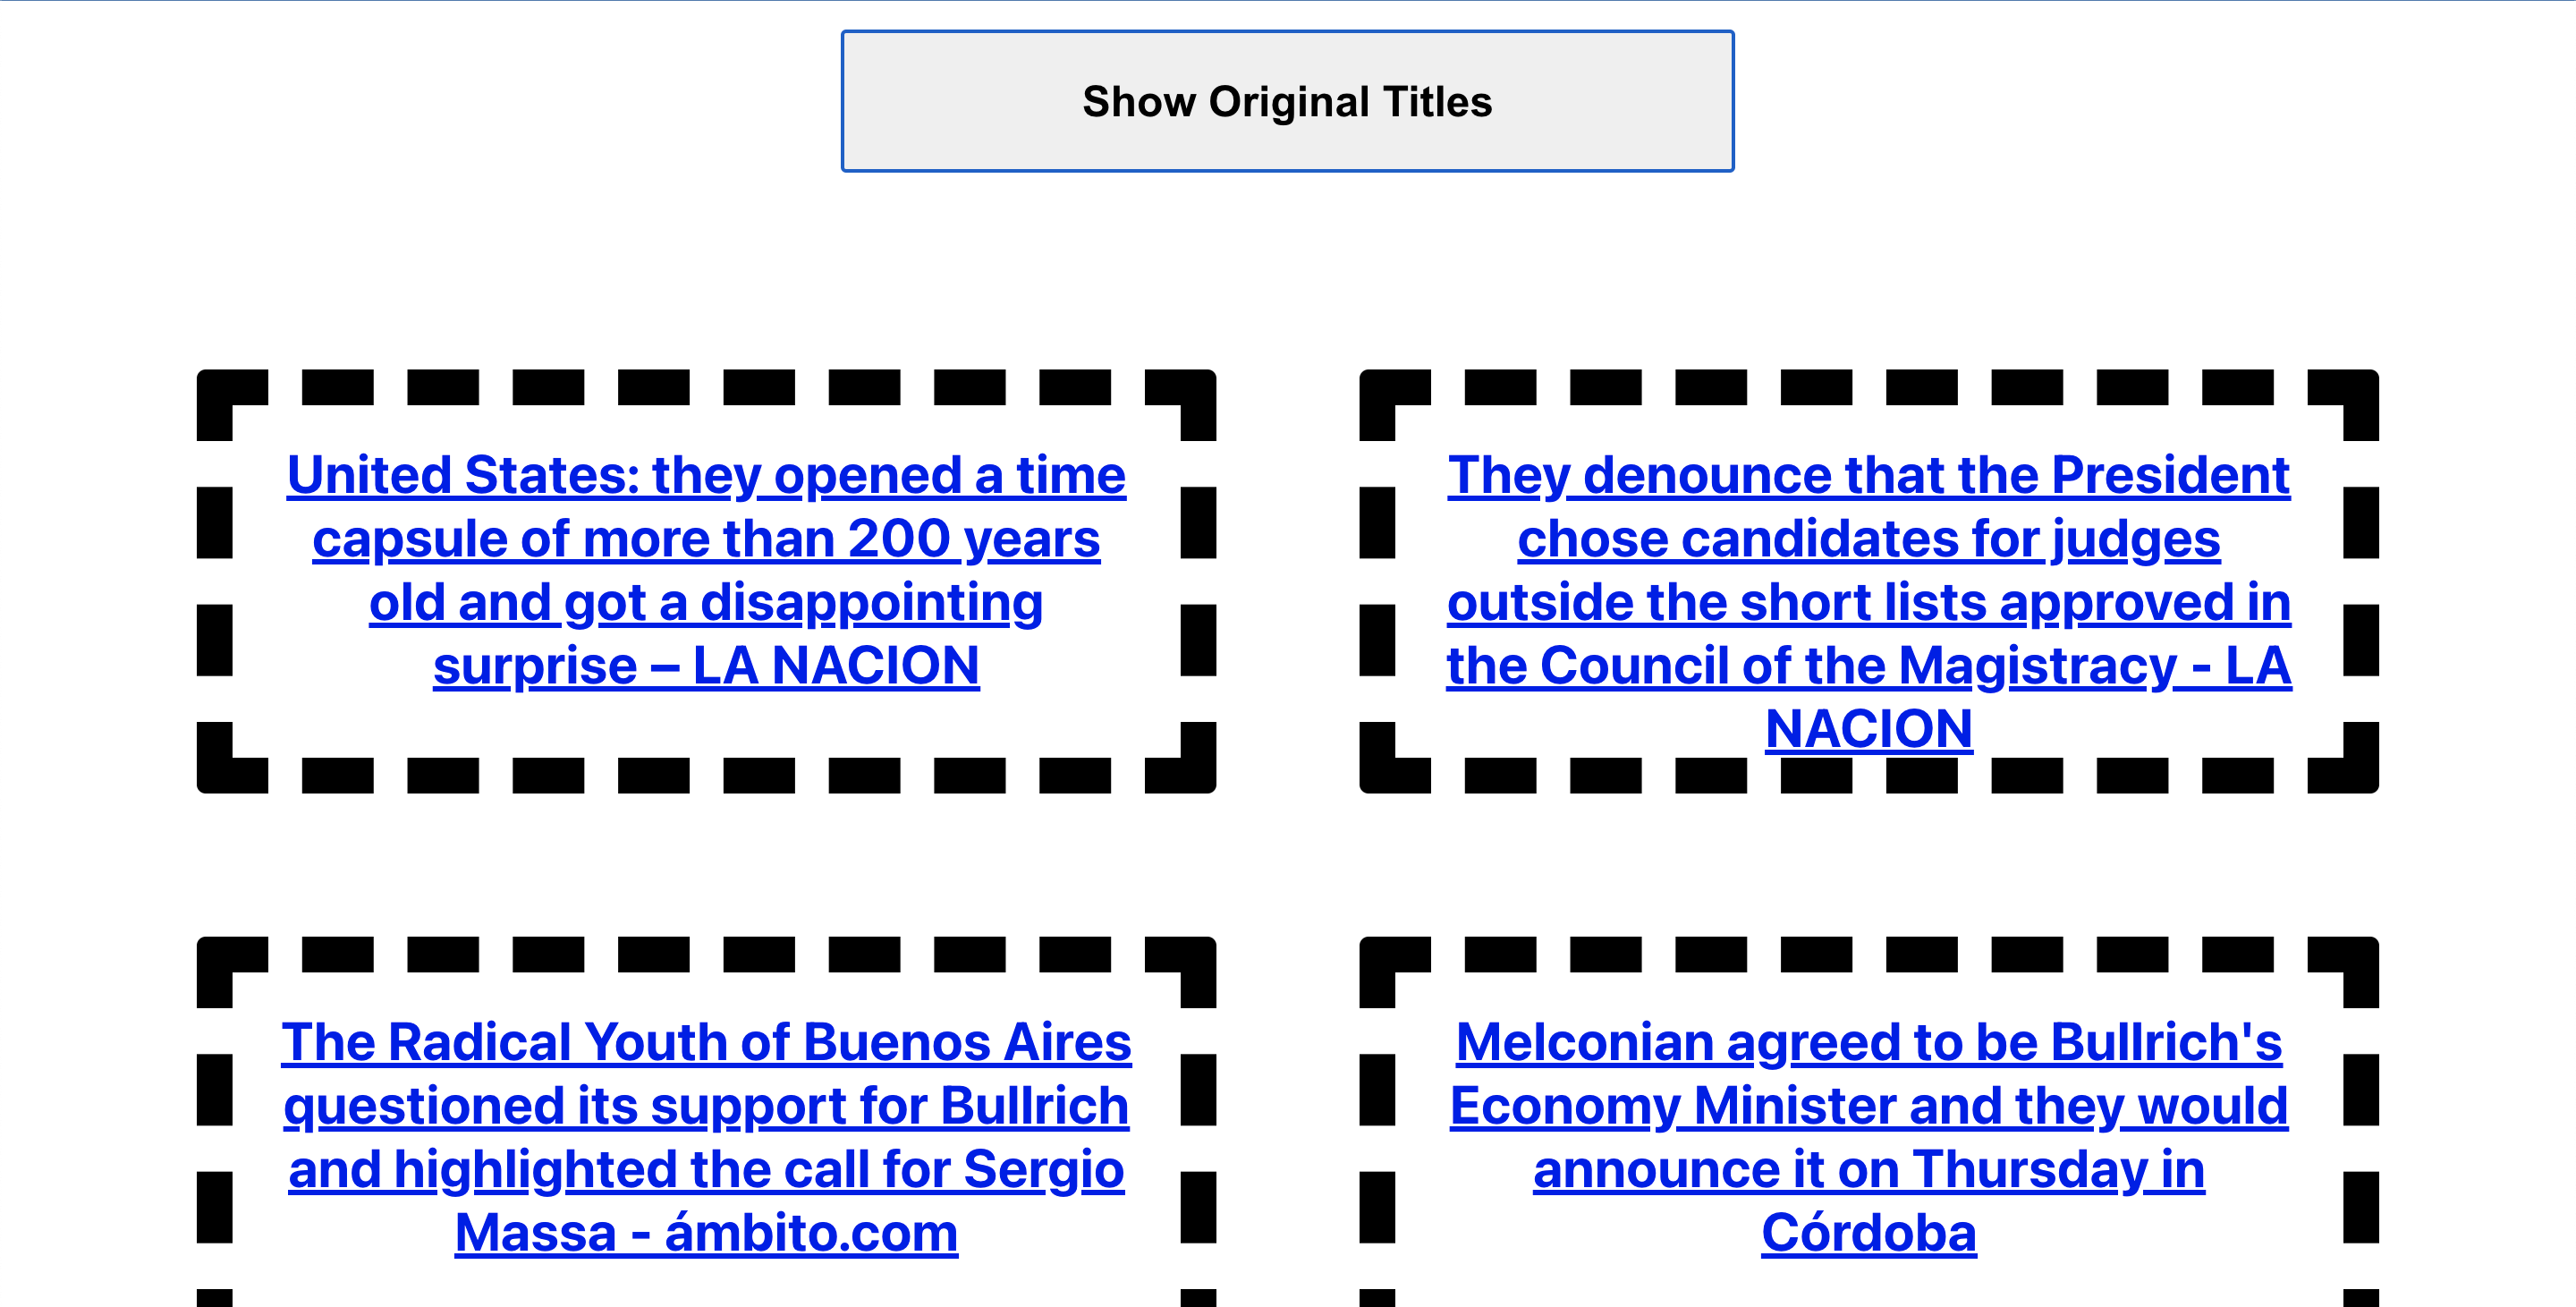 Show Original Titles
United States: they opened a time
capsule of more than 200 years
old and got a disappointing
surprise – LA NACION
They denounce that the President
chose candidates for judges
outside the short lists approved in
the Council of the Magistracy - LA
NACION
The Radical Youth of Buenos Aires
questioned its support for Bullrich
and highlighted the call for Sergio
Massa - ámbito.com
Melconian agreed to be Bullrich's
Economy Minister and they would
announce it on Thursday in
Córdoba